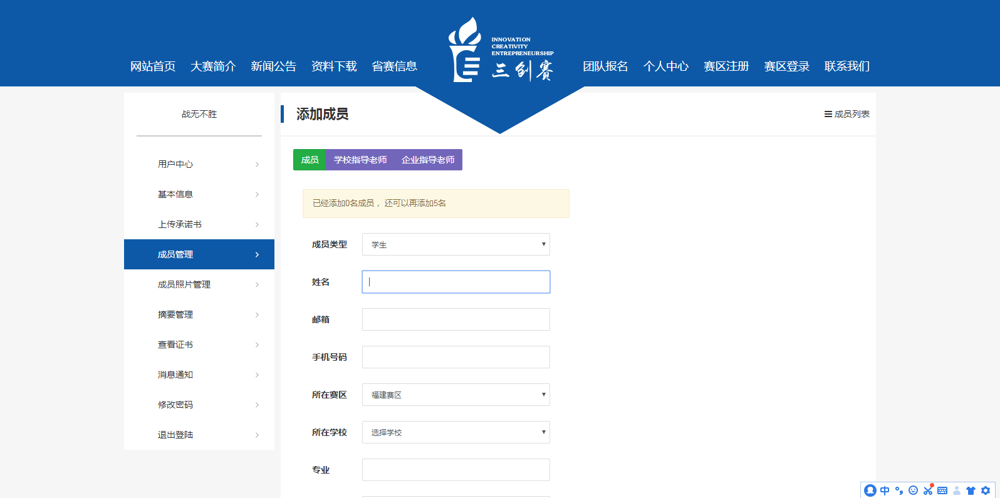 网站首页
大赛简介
新闻公告
资料下载
省赛信息
INNOVATION
CREATIVITY
ENTREPRENEURSHIP
三创赛
团队报名
个人中心
赛区注册
赛区登录
联系我们
战无不胜
用户中心
基本信息
上传承诺书
成员管理
成员照片管理
摘要管理
查看证书
消息通知
修改密码
退出登陆
添加成员
成员列表
成员
学校指导老师
企业指导老师
已经添加0名成员， 还可以再添加5名
成员类型
学生
姓名
邮箱
手机号码
所在赛区
福建赛区
所在学校
选择学校
专业
中